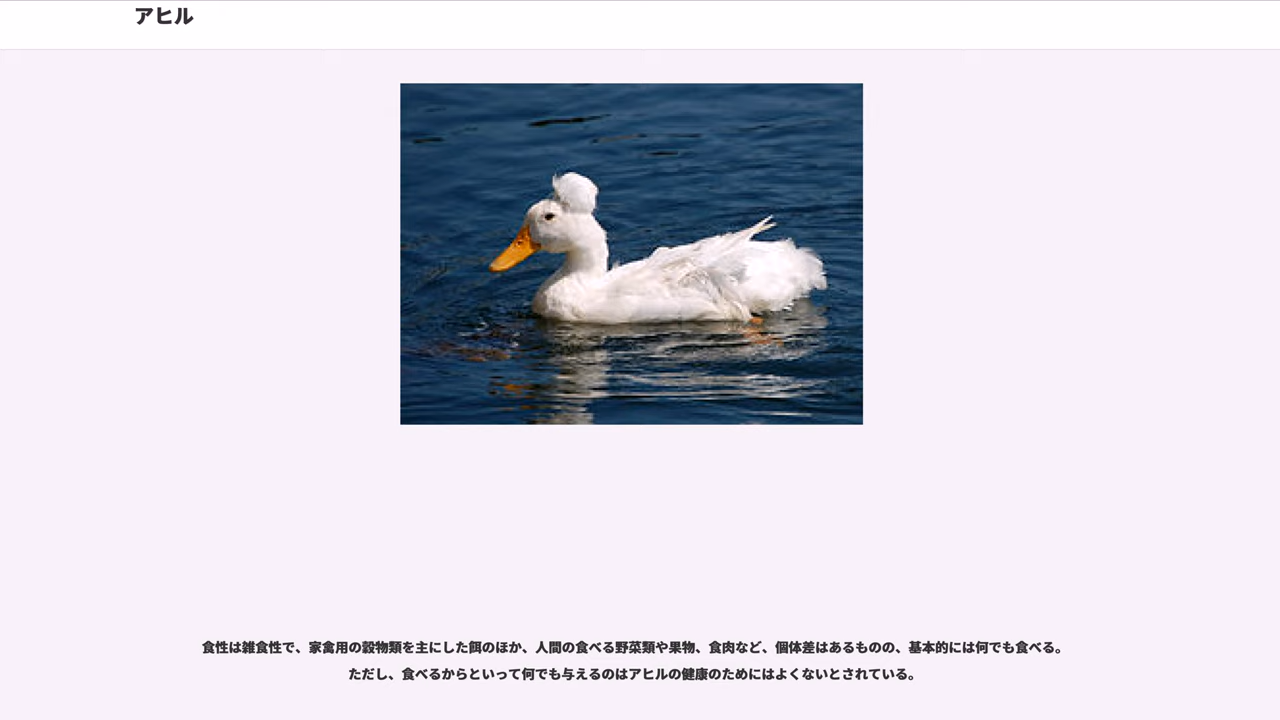 アヒル
食性は雑食性で、家禽用の穀物類を主にした餌のほか、人間の食べる野菜類や果物、食肉など、個体差はあるものの、基本的には何でも食べる。
ただし、食べるからといって何でも与えるのはアヒルの健康のためにはよくないとされている。